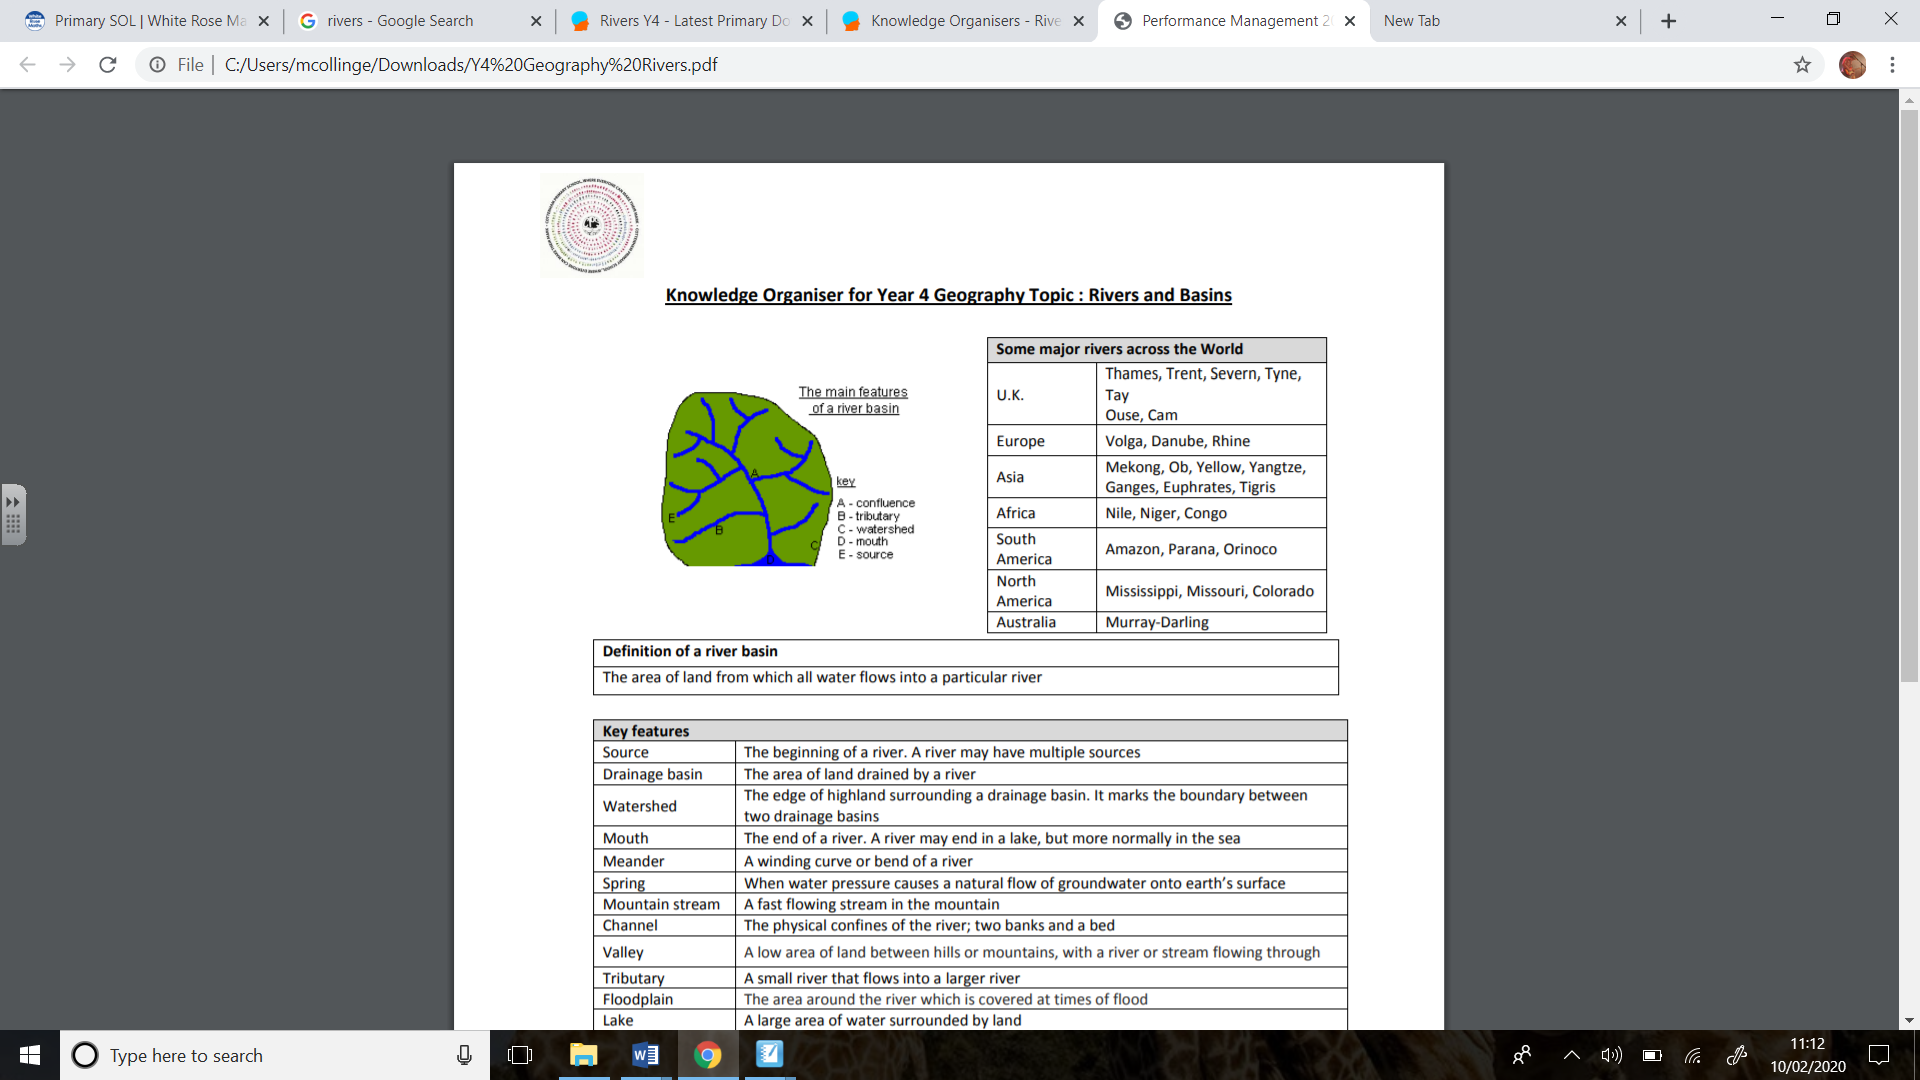 Primary SOL | White Rose Ma
rivers - Google Search
Rivers Y4 - Latest Primary Do
Knowledge Organisers - Rive
Performance Management 2
New Tab
File
C:/Users/mcollinge/Downloads/Y4%20Geography%20Rivers.pdf
Knowledge Organiser for Year 4 Geography Topic : Rivers and Basins
The main features
of a river basin
A
B
C
E
key
A - confluence
B - tributary
C - watershed
D - mouth
E - source
Some major rivers across the World
U.K.
Thames, Trent, Severn, Tyne,
Tay
Ouse, Cam
Europe
Volga, Danube, Rhine
Asia
Mekong, Ob, Yellow, Yangtze,
Ganges, Euphrates, Tigris
Africa
Nile, Niger, Congo
South
America
Amazon, Parana, Orinoco
North
America
Mississippi, Missouri, Colorado
Australia
Murray-Darling
Definition of a river basin
The area of land from which all water flows into a particular river
Key features
Source
The beginning of a river. A river may have multiple sources
Drainage basin
The area of land drained by a river
Watershed
The edge of highland surrounding a drainage basin. It marks the boundary between
two drainage basins
Mouth
The end of a river. A river may end in a lake, but more normally in the sea
Meander
A winding curve or bend of a river
Spring
When water pressure causes a natural flow of groundwater onto earth's surface
Mountain stream
A fast flowing stream in the mountain
Channel
The physical confines of the river; two banks and a bed
Valley
A low area of land between hills or mountains, with a river or stream flowing through
Tributary
A small river that flows into a larger river
Floodplain
The area around the river which is covered at times of flood
Lake
A large area of water surrounded by land
Type here to search
11:12
10/02/2020